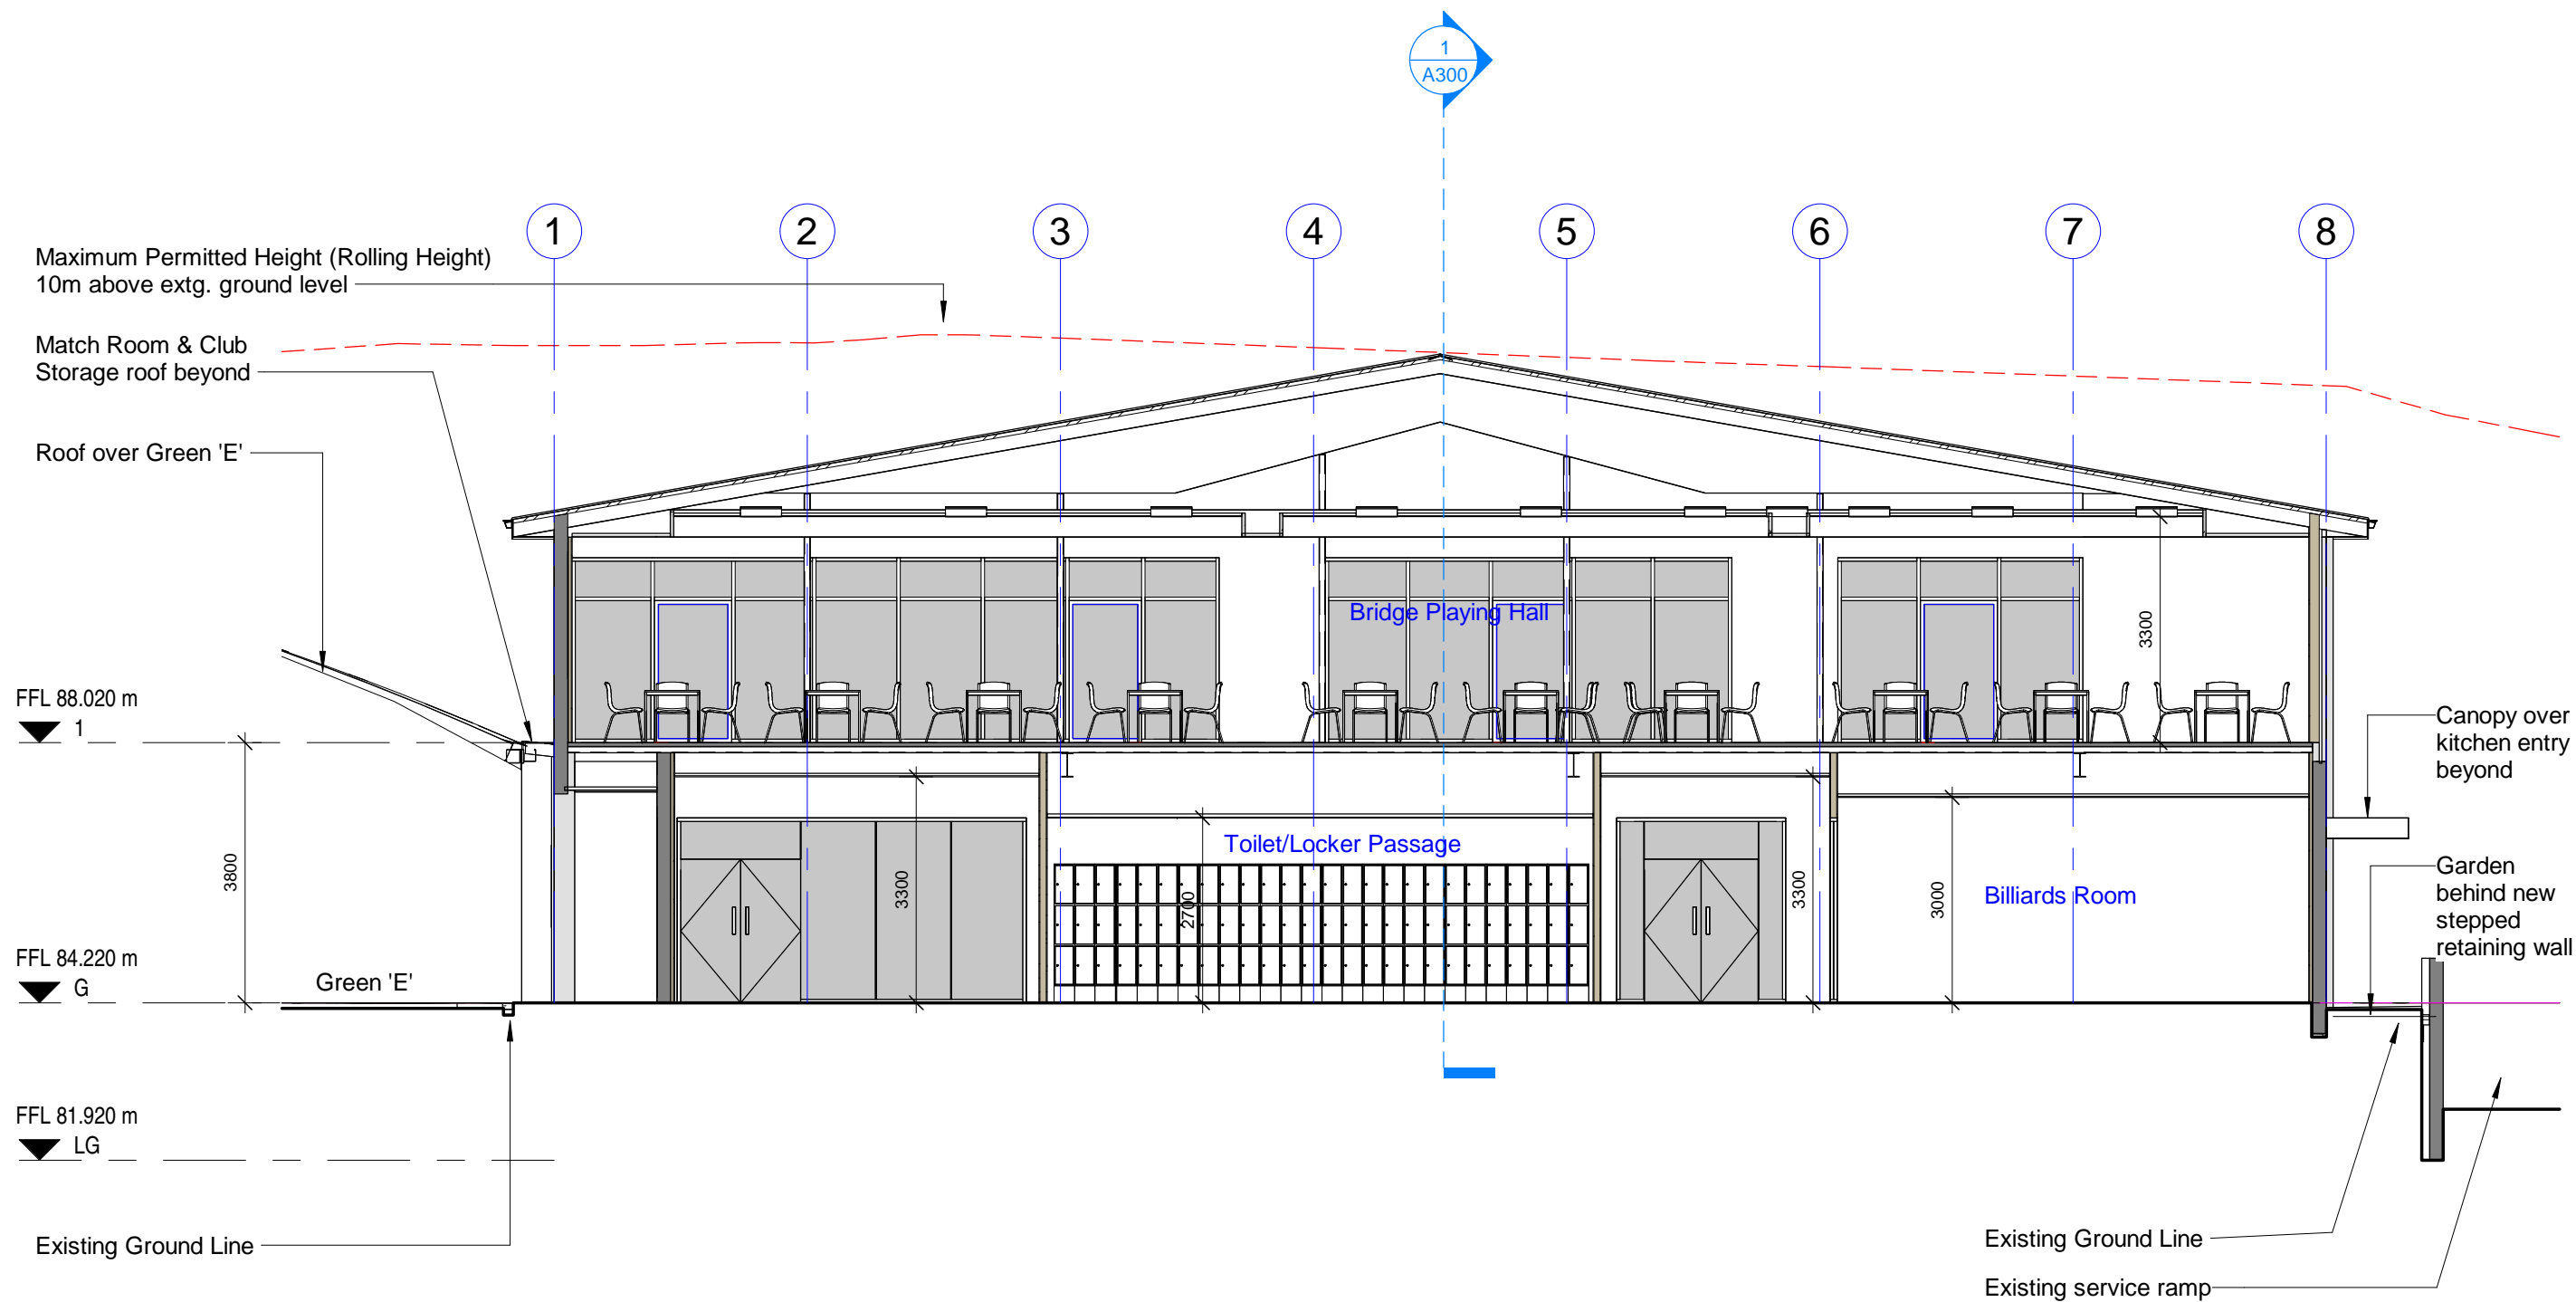 1
A300
1
2
3
4
5
6
7
8
Maximum Permitted Height (Rolling Height)
10m above extg. ground level
Match Room & Club
Storage roof beyond
Roof over Green 'E'
Bridge Playing Hall
3300
FFL 88.020 m
1
Canopy over
kitchen entry
beyond
Toilet/Locker Passage
3800
3300
2700
3300
3000
Billiards Room
Garden
behind new
stepped
retaining wall
FFL 84.220 m
G
Green 'E'
FFL 81.920 m
LG
Existing Ground Line
Existing Ground Line
Existing service ramp